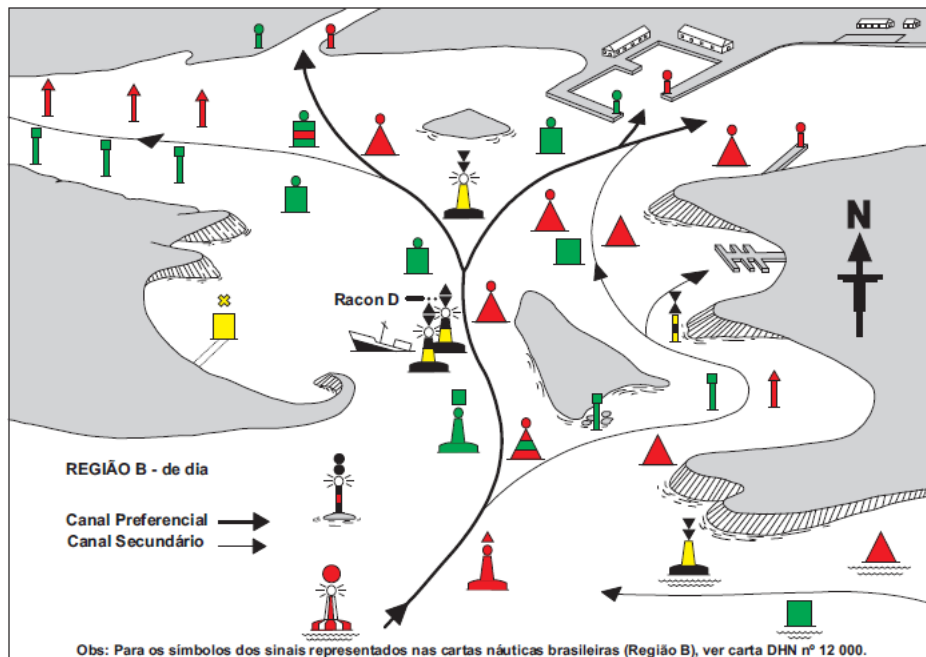 N
Racon D
REGIÃO B - de dia
Canal Preferencial
Canal Secundário
Obs: Para os símbolos dos sinais representados nas cartas náuticas brasileiras (Região B), ver carta DHN nº 12 000.